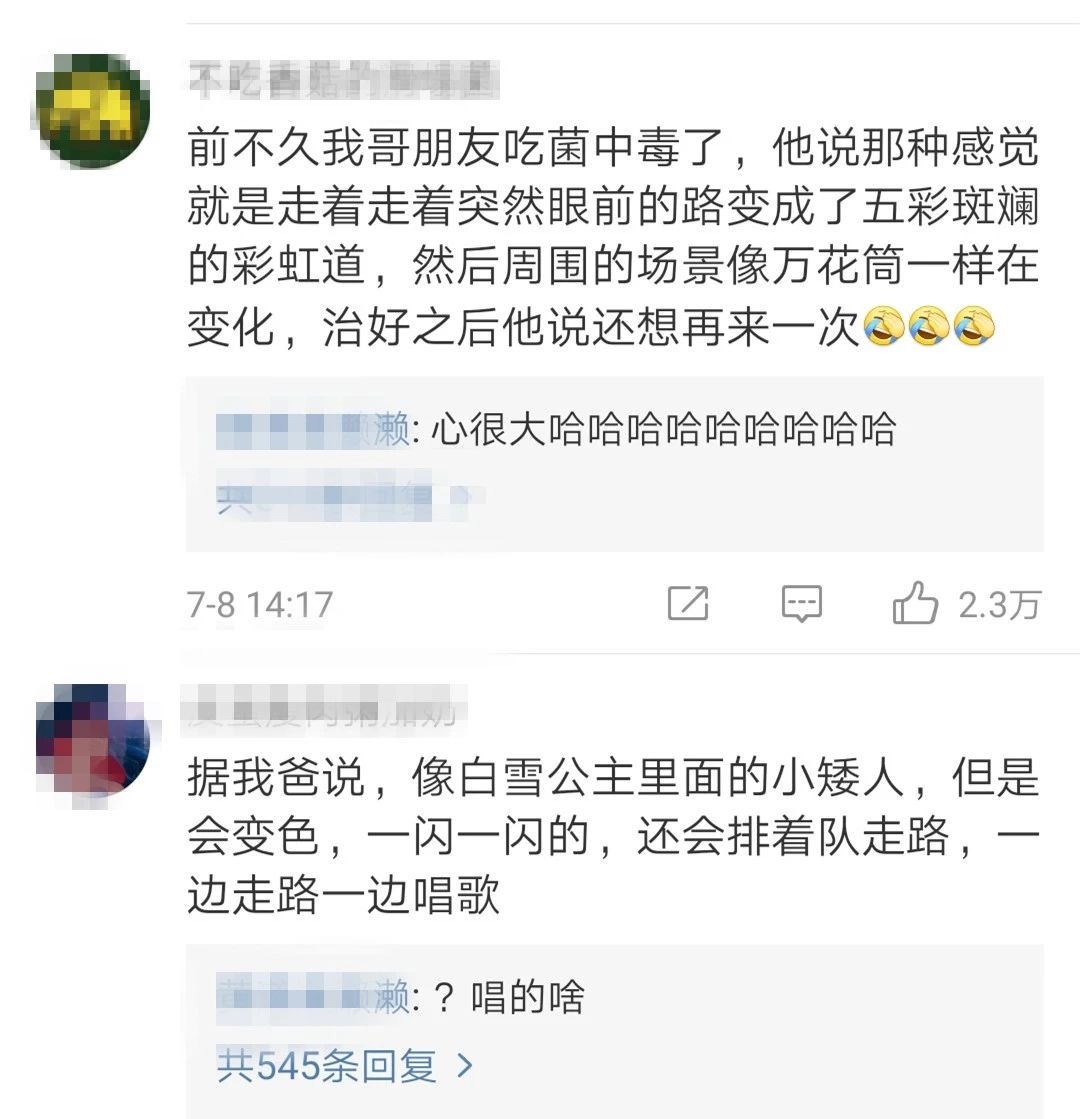 前不久我哥朋友吃菌中毒了，他说那种感觉
就是走着走着突然眼前的路变成了五彩斑斓
的彩虹道，然后周围的场景像万花筒一样在
变化，治好之后他说还想再来一次🤣🤣🤣
濑: 心很大哈哈哈哈哈哈哈哈哈
7-8 14:17
2.3万
据我爸说，像白雪公主里面的小矮人，但是
会变色，一闪一闪的，还会排着队走路，一
边走路一边唱歌
濑: ？唱的啥
共545条回复 >